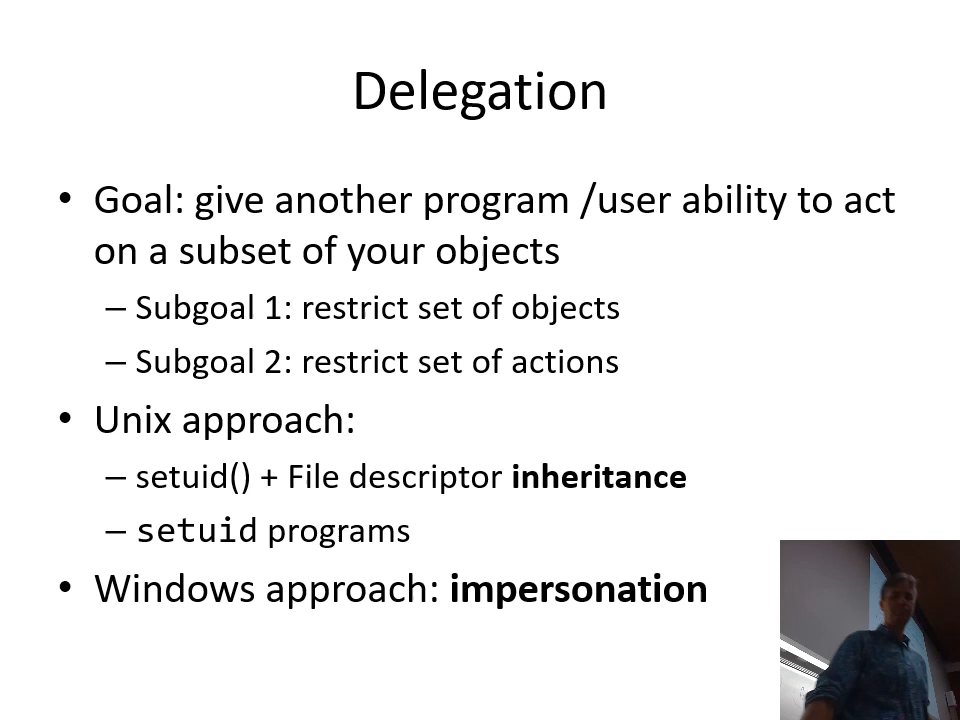 Delegation
• Goal: give another program /user ability to act
on a subset of your objects
– Subgoal 1: restrict set of objects
– Subgoal 2: restrict set of actions
• Unix approach:
– setuid() + File descriptor inheritance
– setuid programs
• Windows approach: impersonation